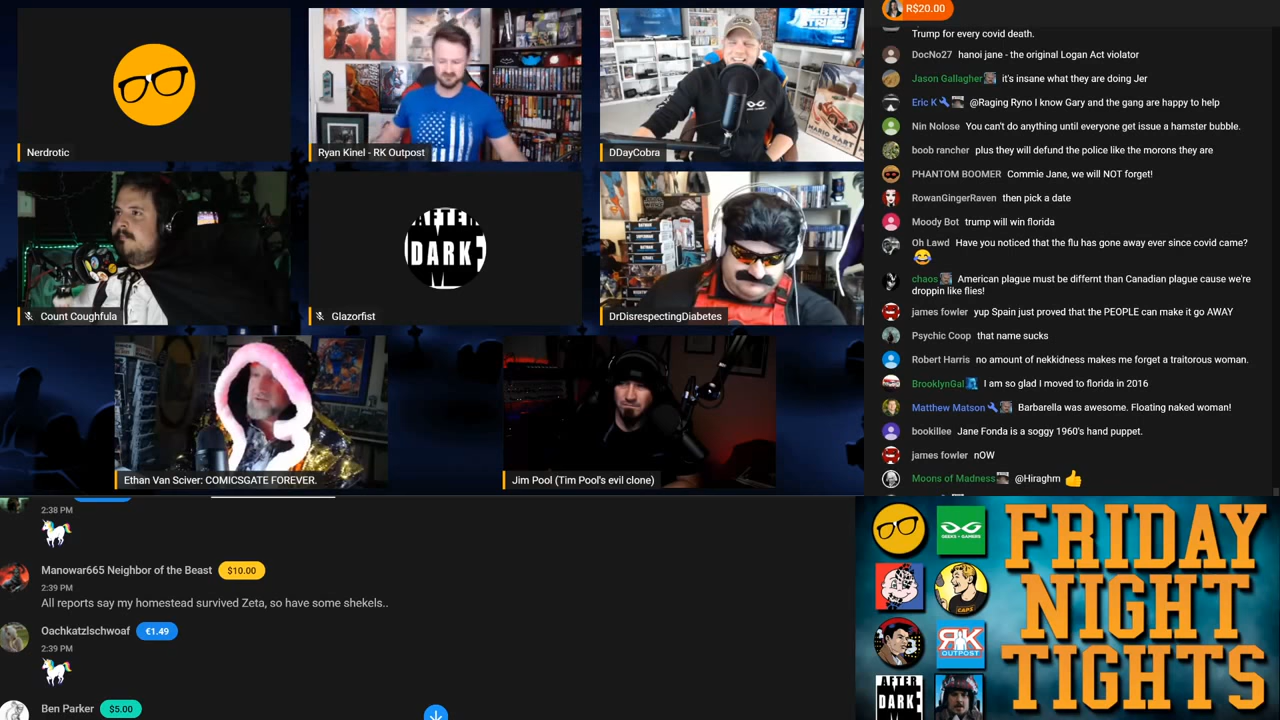 Nerdrotic
Ryan Kinel - RK Outpost
REBEL
STRIKE
MARIO KART
DDayCobra
Count Coughfula
AFTER
DARK
Glazorfist
DrDisrespectingDiabetes
Ethan Van Sciver: COMICSGATE FOREVER.
Jim Pool (Tim Pool's evil clone)
R$20.00
Trump for every covid death.
DocNo27 hanoi jane - the original Logan Act violator
Jason Gallagher it's insane what they are doing Jer
Eric K @Raging Ryno I know Gary and the gang are happy to help
Nin Nolose You can't do anything until everyone get issue a hamster bubble.
boob rancher plus they will defund the police like the morons they are
PHANTOM BOOMER Commie Jane, we will NOT forget!
RowanGingerRaven then pick a date
Moody Bot trump will win florida
Oh Lawd Have you noticed that the flu has gone away ever since covid came?
😂
chaos American plague must be differnt than Canadian plague cause we're
droppin like flies!
james fowler yup Spain just proved that the PEOPLE can make it go AWAY
Psychic Coop that name sucks
Robert Harris no amount of nekkidness makes me forget a traitorous woman.
BrooklynGal I am so glad I moved to florida in 2016
Matthew Matson Barbarella was awesome. Floating naked woman!
bookillee Jane Fonda is a soggy 1960's hand puppet.
james fowler nOW
Moons of Madness @Hiraghm 👍
2:38 PM
Manowar665 Neighbor of the Beast $10.00
2:39 PM
All reports say my homestead survived Zeta, so have some shekels..
Oachkatzlschwoaf €1.49
2:39 PM
Ben Parker $5.00
GEEKS + GAMERS
CAPS
RK
OUTPOST
AFTER
DARK
FRIDAY
NIGHT
TIGHTS